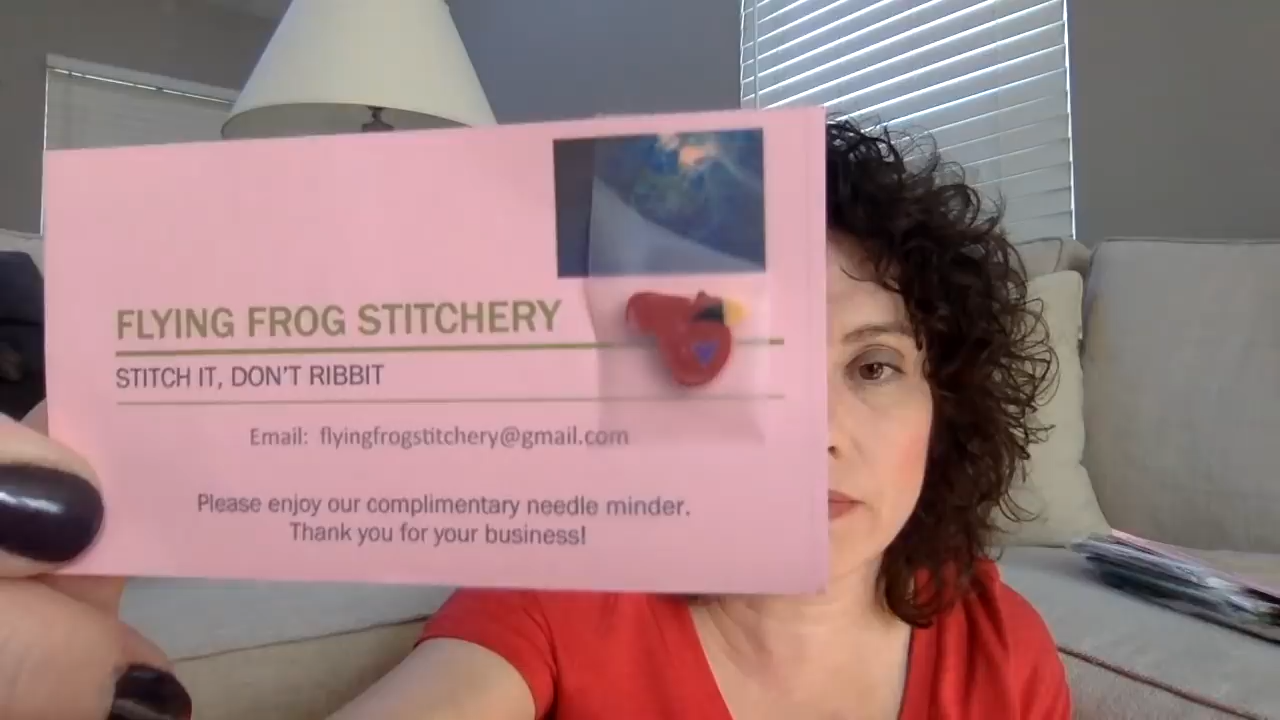 FLYING FROG STITCHERY
STITCH IT, DON'T RIBBIT
Email: flyingfrogstitchery@gmail.com
Please enjoy our complimentary needle minder.
Thank you for your business!